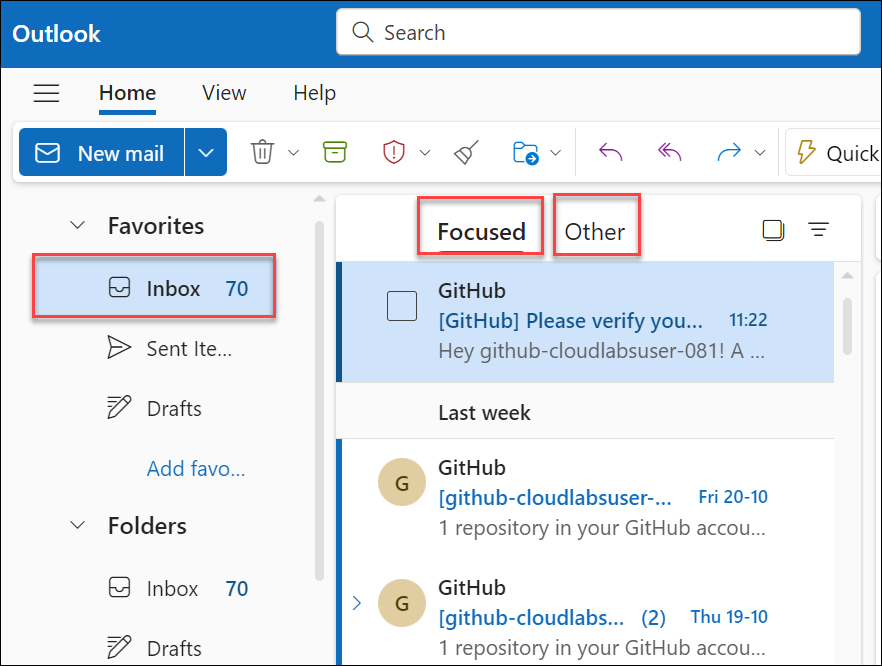 Outlook
Search
Home View Help
New mail
Quick
Favorites
Inbox 70
Sent Ite...
Drafts
Add favo...
Folders
Inbox 70
Drafts
Focused Other
GitHub
[GitHub] Please verify you... 11:22
Hey github-cloudlabsuser-081! A ...
Last week
G
GitHub
[github-cloudlabsuser-... Fri 20-10
1 repository in your GitHub accou...
G
GitHub
[github-cloudlabs... (2) Thu 19-10
1 repository in your GitHub accou...